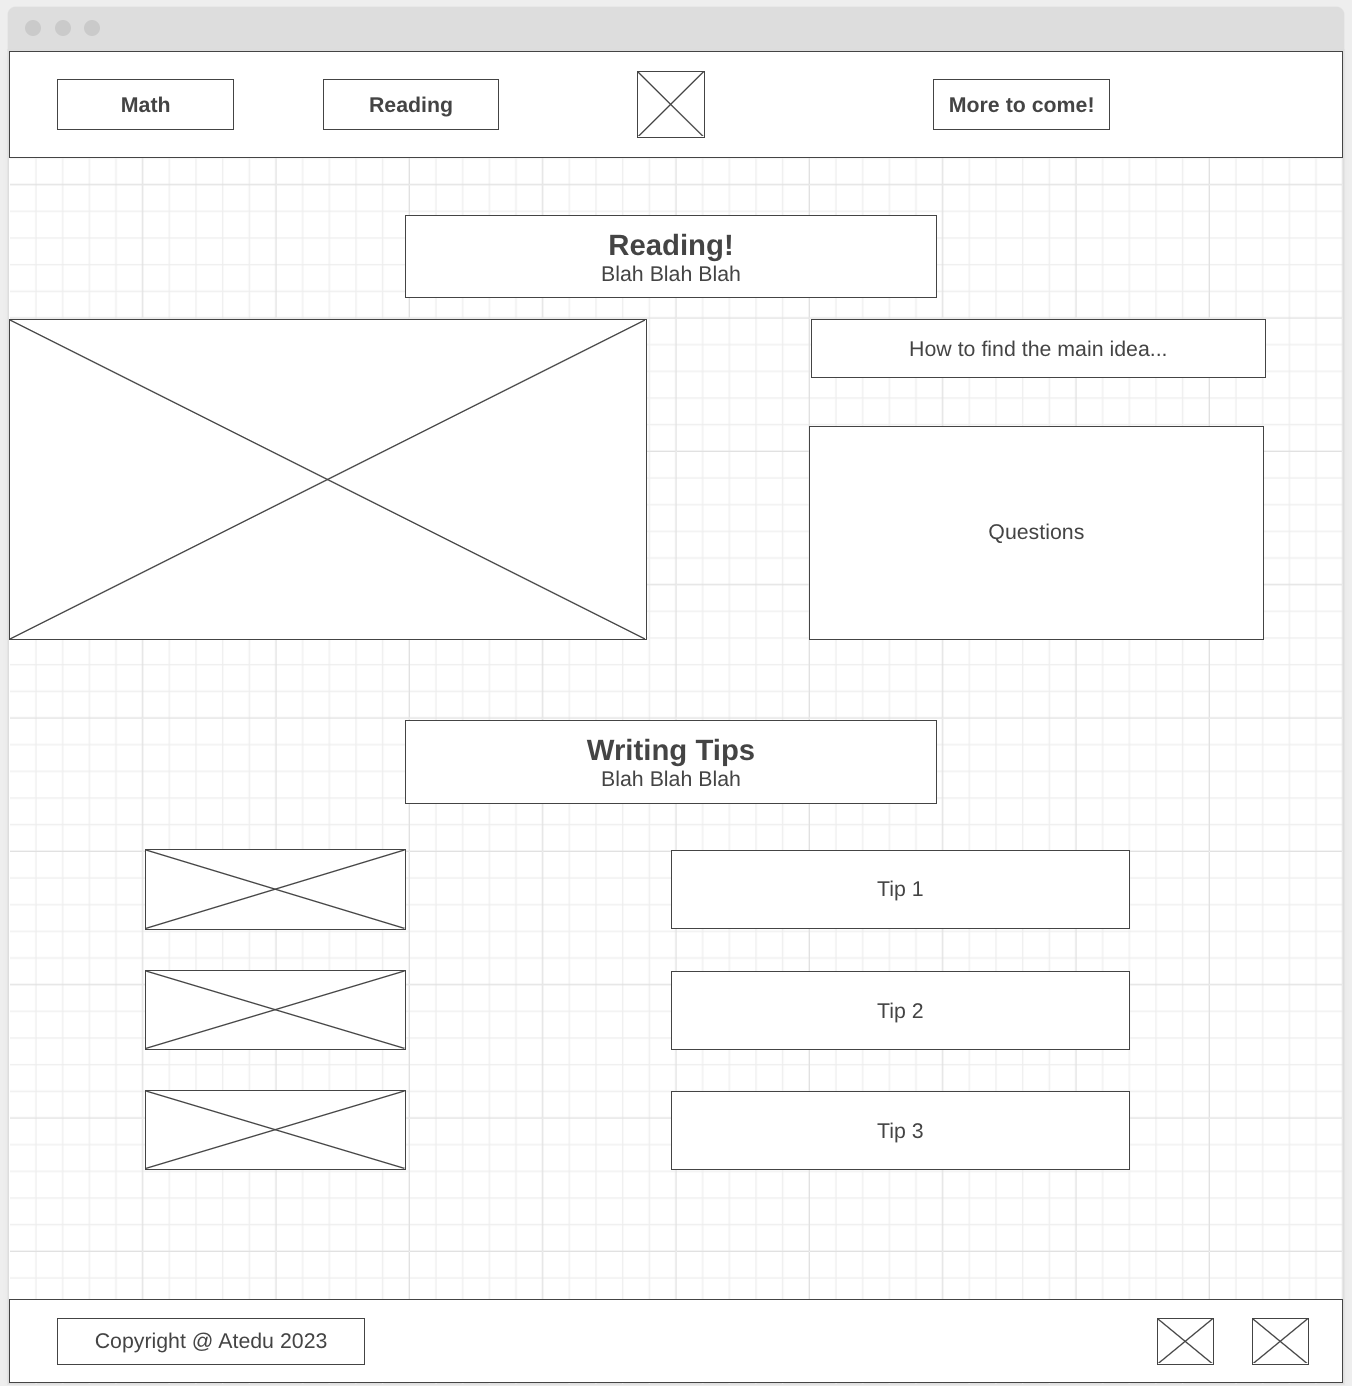 Math
Reading
More to come!
Reading!
Blah Blah Blah
How to find the main idea...
Questions
Writing Tips
Blah Blah Blah
Tip 1
Tip 2
Tip 3
Copyright @ Atedu 2023